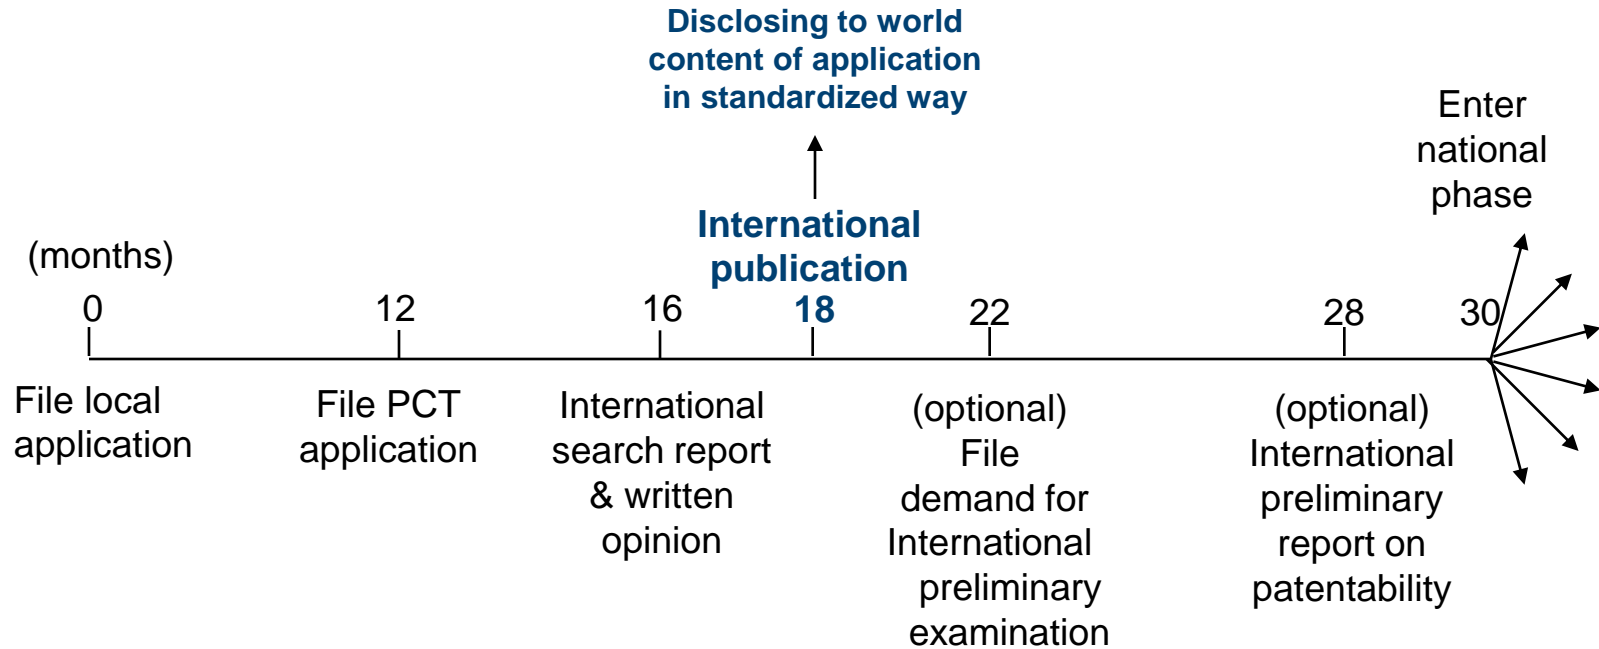 Disclosing to world
content of application
in standardized way
Enter
national
phase
International
publication
(months)
0
12
16
18
22
28
30
File local
application
File PCT
application
International
search report
& written
opinion
(optional)
File
demand for
International
preliminary
examination
(optional)
International
preliminary
report on
patentability